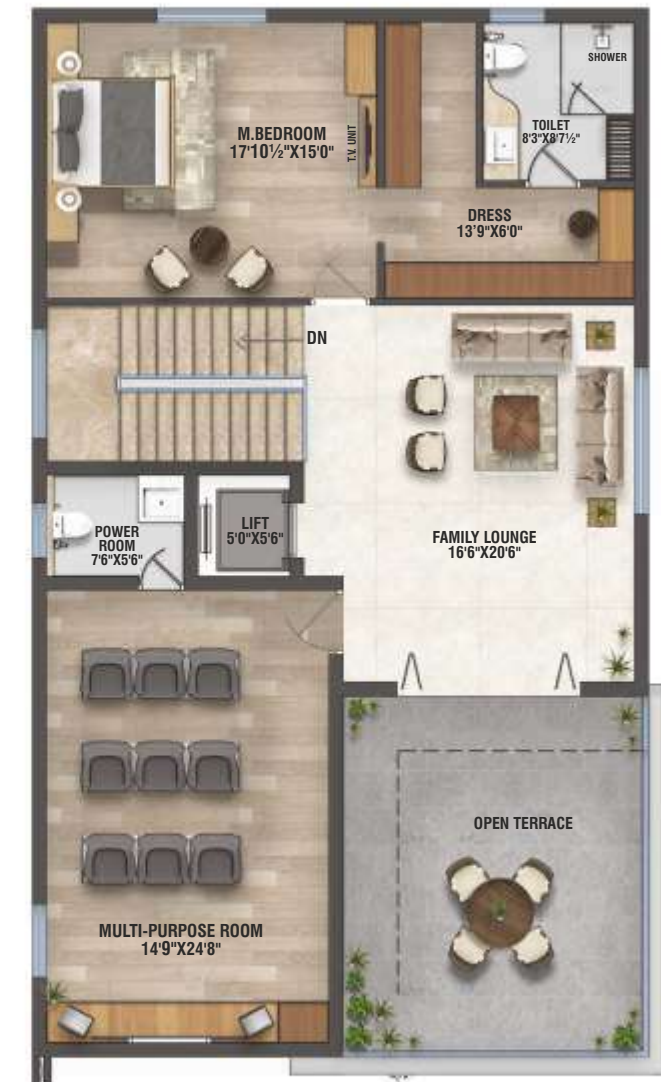 SHOWER
M.BEDROOM
17'10½"X15'0"
T.V. UNIT
TOILET
8'3"X8'7½"
DRESS
13'9"X6'0"
DN
POWER
ROOM
7'6"X5'6"
LIFT
5'0"X5'6"
FAMILY LOUNGE
16'6"X20'6"
OPEN TERRACE
MULTI-PURPOSE ROOM
14'9"X24'8"